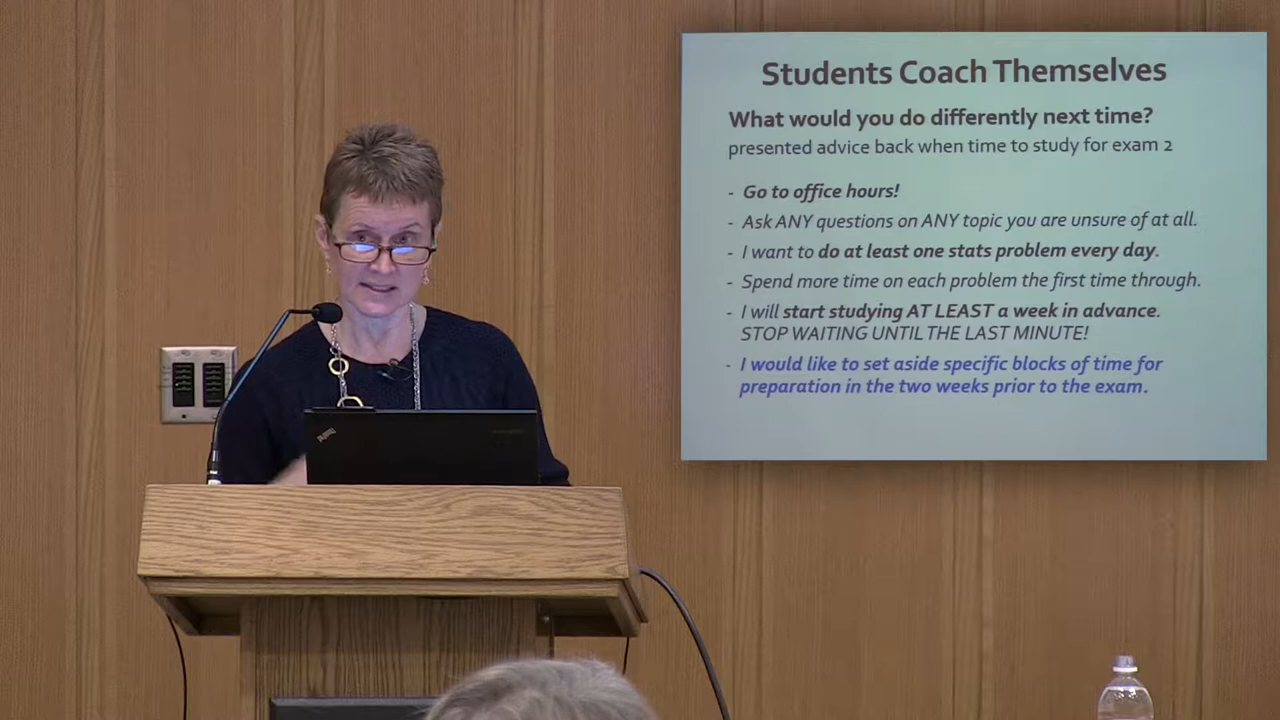 Students Coach Themselves
What would you do differently next time?
presented advice back when time to study for exam 2
- Go to office hours!
- Ask ANY questions on ANY topic you are unsure of at all.
- I want to do at least one stats problem every day.
- Spend more time on each problem the first time through.
- I will start studying AT LEAST a week in advance.
STOP WAITING UNTIL THE LAST MINUTE!
- I would like to set aside specific blocks of time for
preparation in the two weeks prior to the exam.